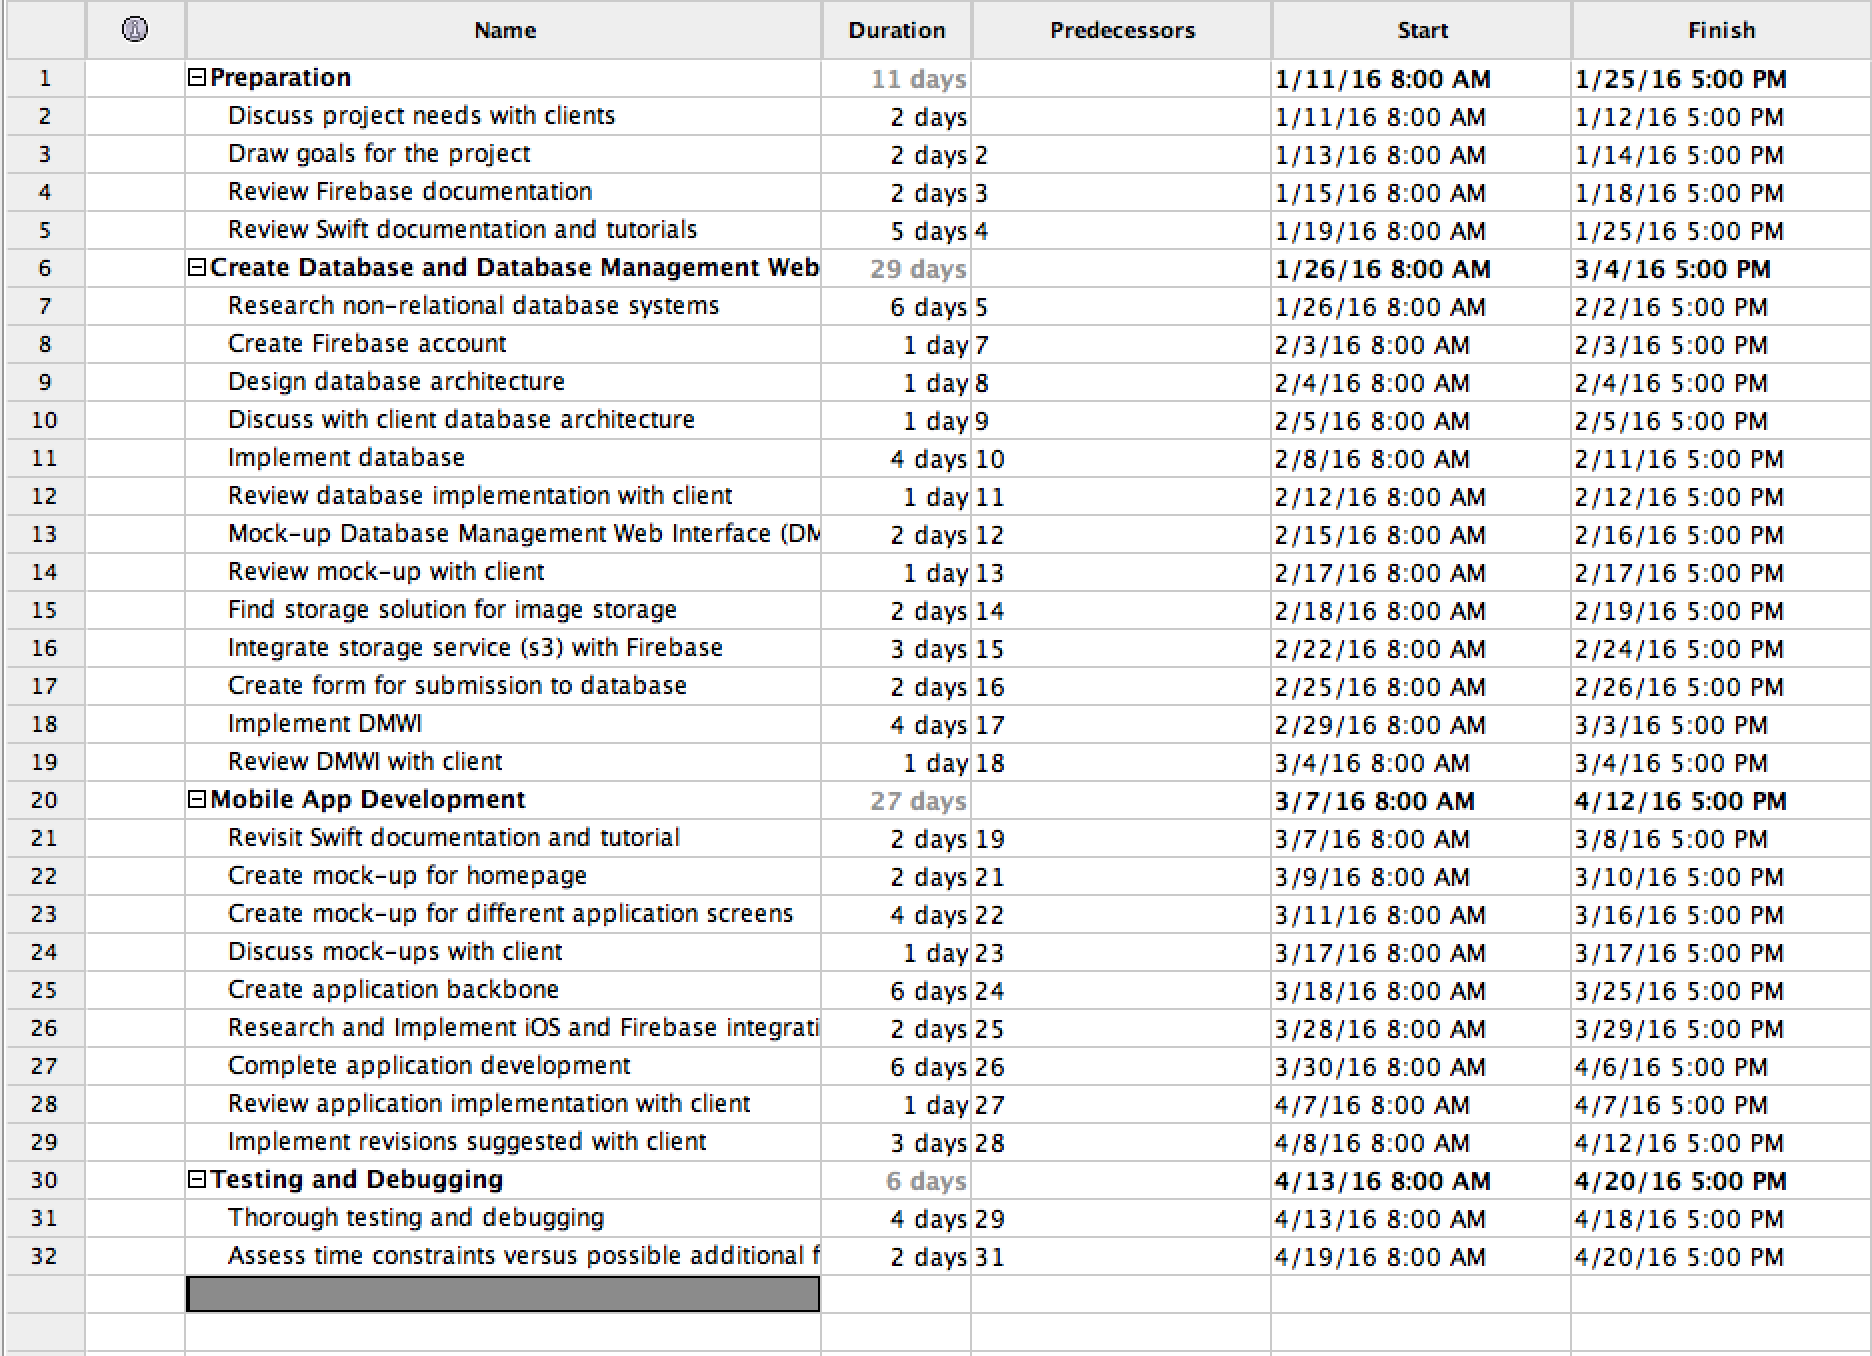 Name Duration Predecessors Start Finish
1 Preparation 11 days 1/11/16 8:00 AM 1/25/16 5:00 PM
2 Discuss project needs with clients 2 days 1/11/16 8:00 AM 1/12/16 5:00 PM
3 Draw goals for the project 2 days 2 1/13/16 8:00 AM 1/14/16 5:00 PM
4 Review Firebase documentation 2 days 3 1/15/16 8:00 AM 1/18/16 5:00 PM
5 Review Swift documentation and tutorials 5 days 4 1/19/16 8:00 AM 1/25/16 5:00 PM
6 Create Database and Database Management Web 29 days 1/26/16 8:00 AM 3/4/16 5:00 PM
7 Research non-relational database systems 6 days 5 1/26/16 8:00 AM 2/2/16 5:00 PM
8 Create Firebase account 1 day 7 2/3/16 8:00 AM 2/3/16 5:00 PM
9 Design database architecture 1 day 8 2/4/16 8:00 AM 2/4/16 5:00 PM
10 Discuss with client database architecture 1 day 9 2/5/16 8:00 AM 2/5/16 5:00 PM
11 Implement database 4 days 10 2/8/16 8:00 AM 2/11/16 5:00 PM
12 Review database implementation with client 1 day 11 2/12/16 8:00 AM 2/12/16 5:00 PM
13 Mock-up Database Management Web Interface (DM 2 days 12 2/15/16 8:00 AM 2/16/16 5:00 PM
14 Review mock-up with client 1 day 13 2/17/16 8:00 AM 2/17/16 5:00 PM
15 Find storage solution for image storage 2 days 14 2/18/16 8:00 AM 2/19/16 5:00 PM
16 Integrate storage service (s3) with Firebase 3 days 15 2/22/16 8:00 AM 2/24/16 5:00 PM
17 Create form for submission to database 2 days 16 2/25/16 8:00 AM 2/26/16 5:00 PM
18 Implement DMWI 4 days 17 2/29/16 8:00 AM 3/3/16 5:00 PM
19 Review DMWI with client 1 day 18 3/4/16 8:00 AM 3/4/16 5:00 PM
20 Mobile App Development 27 days 3/7/16 8:00 AM 4/12/16 5:00 PM
21 Revisit Swift documentation and tutorial 2 days 19 3/7/16 8:00 AM 3/8/16 5:00 PM
22 Create mock-up for homepage 2 days 21 3/9/16 8:00 AM 3/10/16 5:00 PM
23 Create mock-up for different application screens 4 days 22 3/11/16 8:00 AM 3/16/16 5:00 PM
24 Discuss mock-ups with client 1 day 23 3/17/16 8:00 AM 3/17/16 5:00 PM
25 Create application backbone 6 days 24 3/18/16 8:00 AM 3/25/16 5:00 PM
26 Research and Implement iOS and Firebase integrati 2 days 25 3/28/16 8:00 AM 3/29/16 5:00 PM
27 Complete application development 6 days 26 3/30/16 8:00 AM 4/6/16 5:00 PM
28 Review application implementation with client 1 day 27 4/7/16 8:00 AM 4/7/16 5:00 PM
29 Implement revisions suggested with client 3 days 28 4/8/16 8:00 AM 4/12/16 5:00 PM
30 Testing and Debugging 6 days 4/13/16 8:00 AM 4/20/16 5:00 PM
31 Thorough testing and debugging 4 days 29 4/13/16 8:00 AM 4/18/16 5:00 PM
32 Assess time constraints versus possible additional f 2 days 31 4/19/16 8:00 AM 4/20/16 5:00 PM